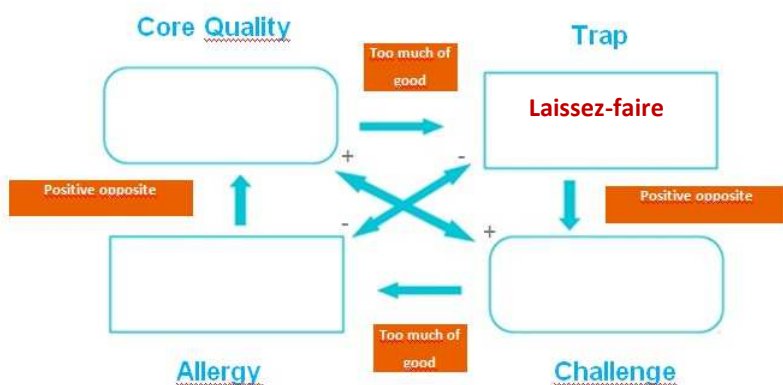 Core Quality
Trap
Too much of
good
Laissez-faire
+
-
Positive opposite
Positive opposite
-
+
Too much of
good
Allergy
Challenge